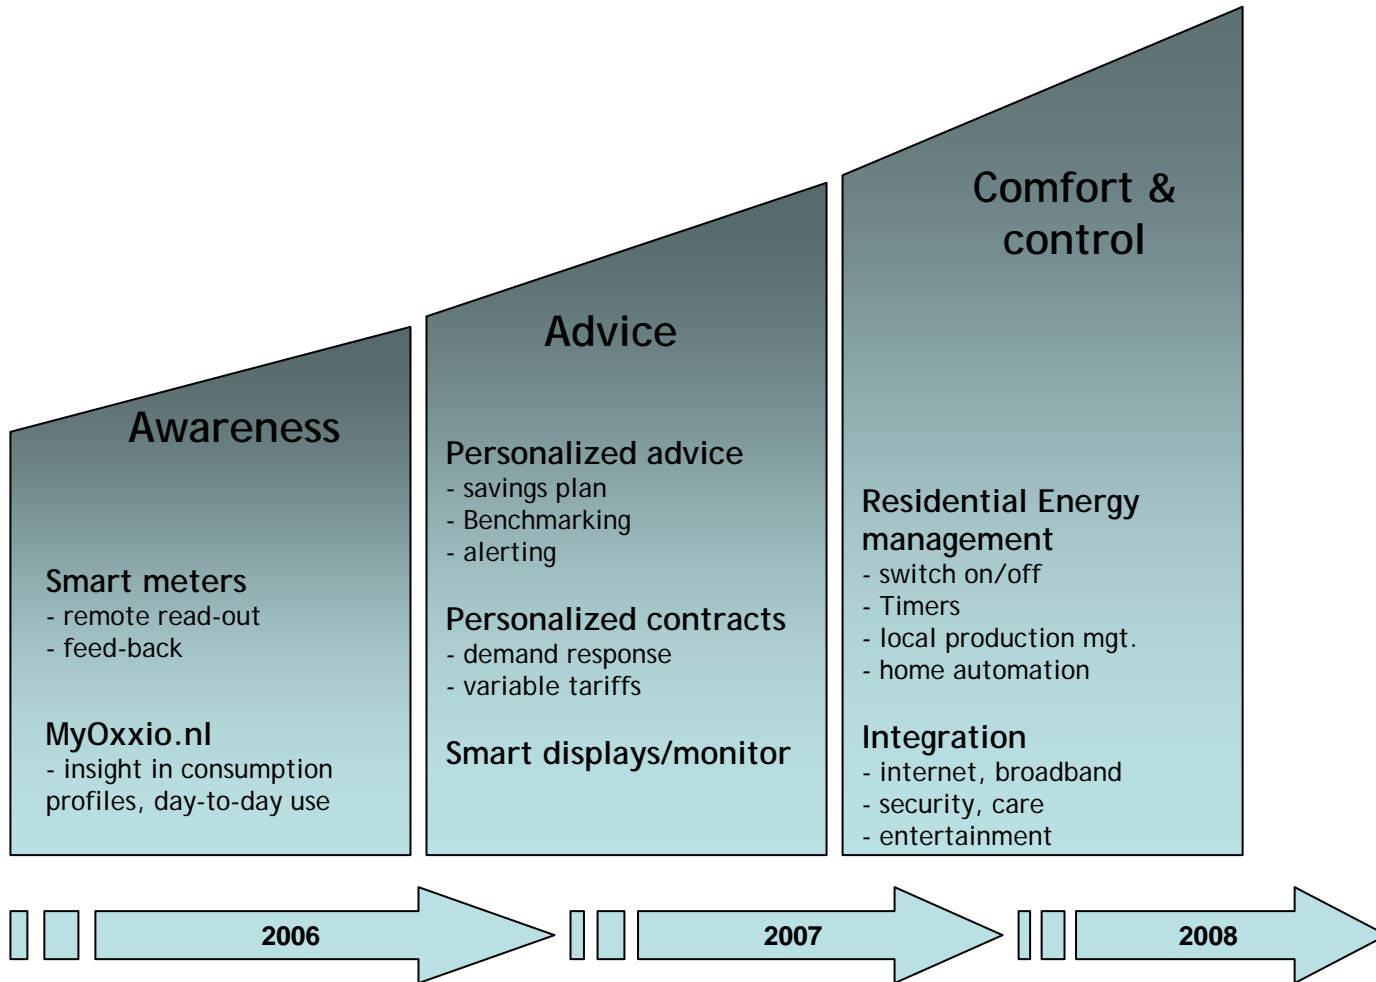 Awareness
Smart meters
- remote read-out
- feed-back
MyOxxio.nl
- insight in consumption
profiles, day-to-day use
Advice
Personalized advice
- savings plan
- Benchmarking
- alerting
Personalized contracts
- demand response
- variable tariffs
Smart displays/monitor
Comfort &
control
Residential Energy
management
- switch on/off
- Timers
- local production mgt.
- home automation
Integration
- internet, broadband
- security, care
- entertainment
2006
2007
2008